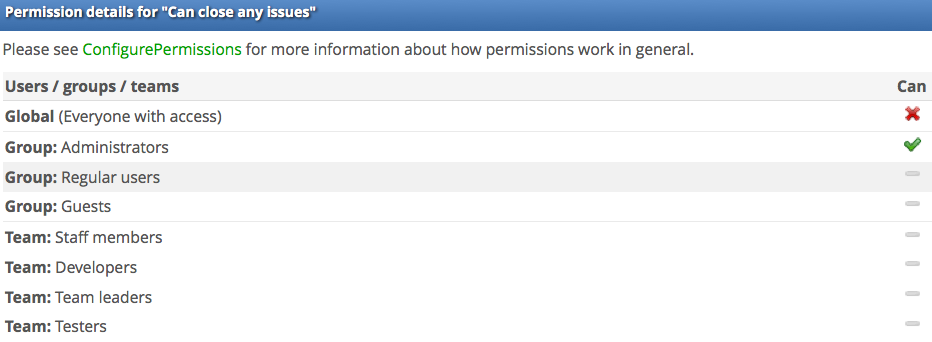 Permission details for "Can close any issues"
Please see ConfigurePermissions for more information about how permissions work in general.
Users / groups / teams Can
Global (Everyone with access)
Group: Administrators
Group: Regular users
Group: Guests
Team: Staff members
Team: Developers
Team: Team leaders
Team: Testers